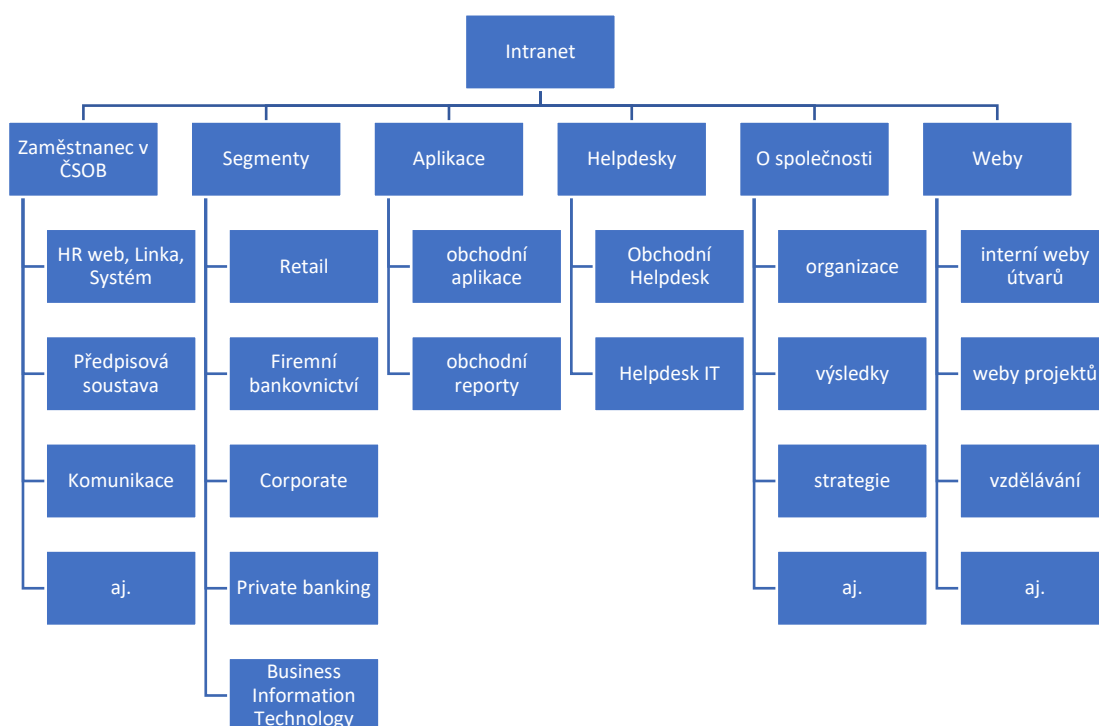 Intranet
Zaměstnanec v
ČSOB
Segmenty
Aplikace
Helpdesky
O společnosti
Weby
HR web, Linka,
Systém
Předpisová
soustava
Komunikace
aj.
Retail
Firemní
bankovnictví
Corporate
Private banking
Business
Information
Technology
obchodní
aplikace
obchodní
reporty
Obchodní
Helpdesk
Helpdesk IT
organizace
výsledky
strategie
aj.
interní weby
útvarů
weby projektů
vzdělávání
aj.